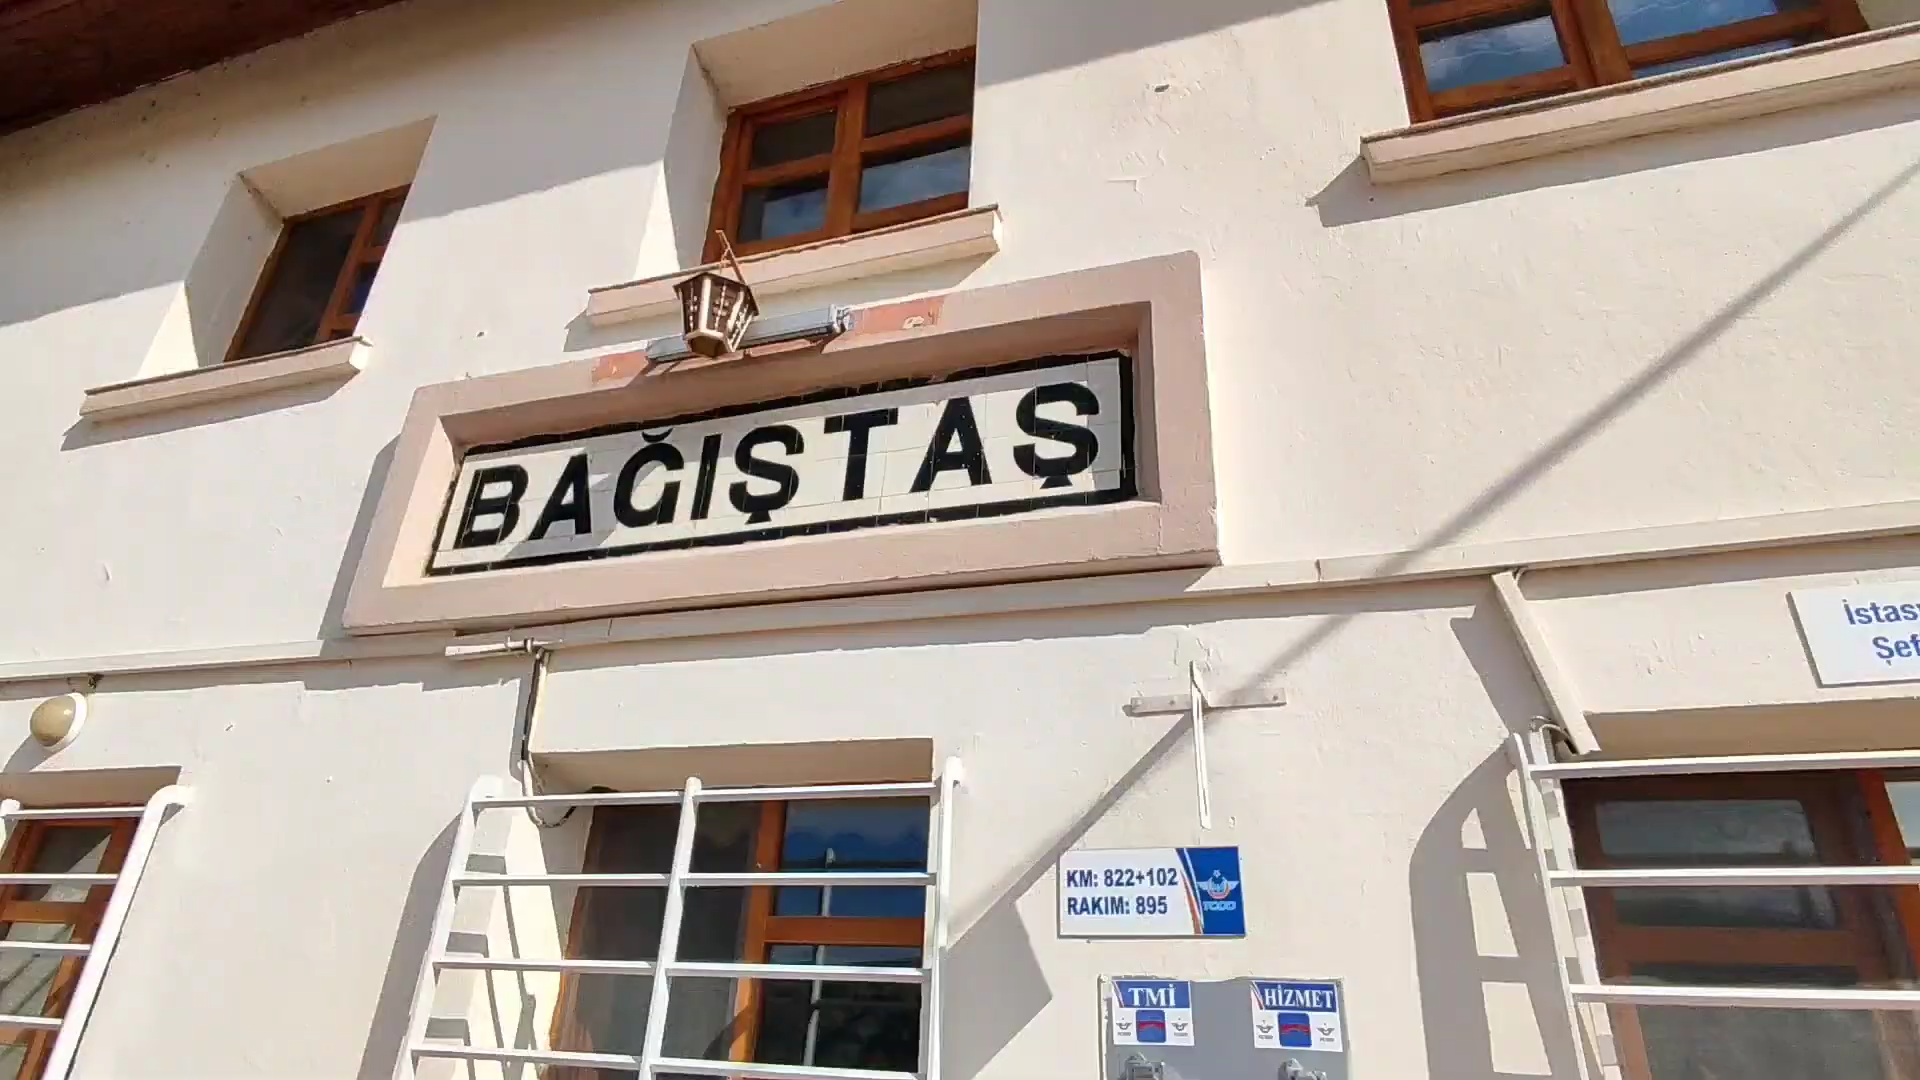 BAĞIŞTAŞ
KM: 822+102
RAKIM: 895
TCDD
TMİ
HİZMET